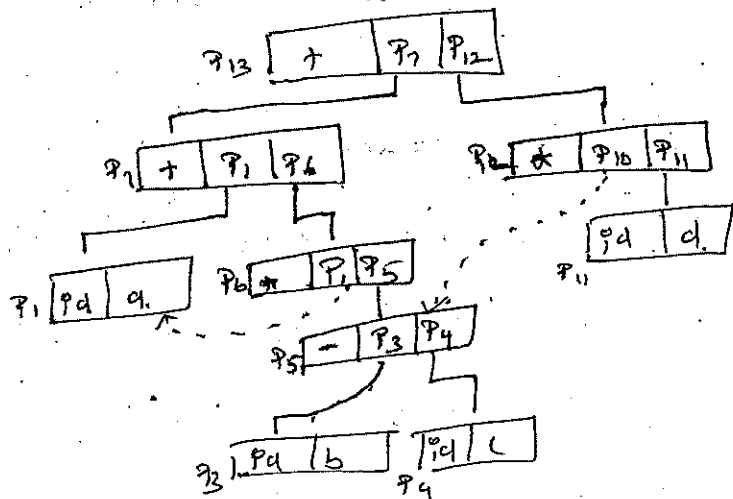 P13 + P7 P12
P7 + P1 P6
P12 * P10 P11
P1 id a.
P6 * P1 P5
P11 id d.
P5 - P3 P4
P3 id b
P4 id c